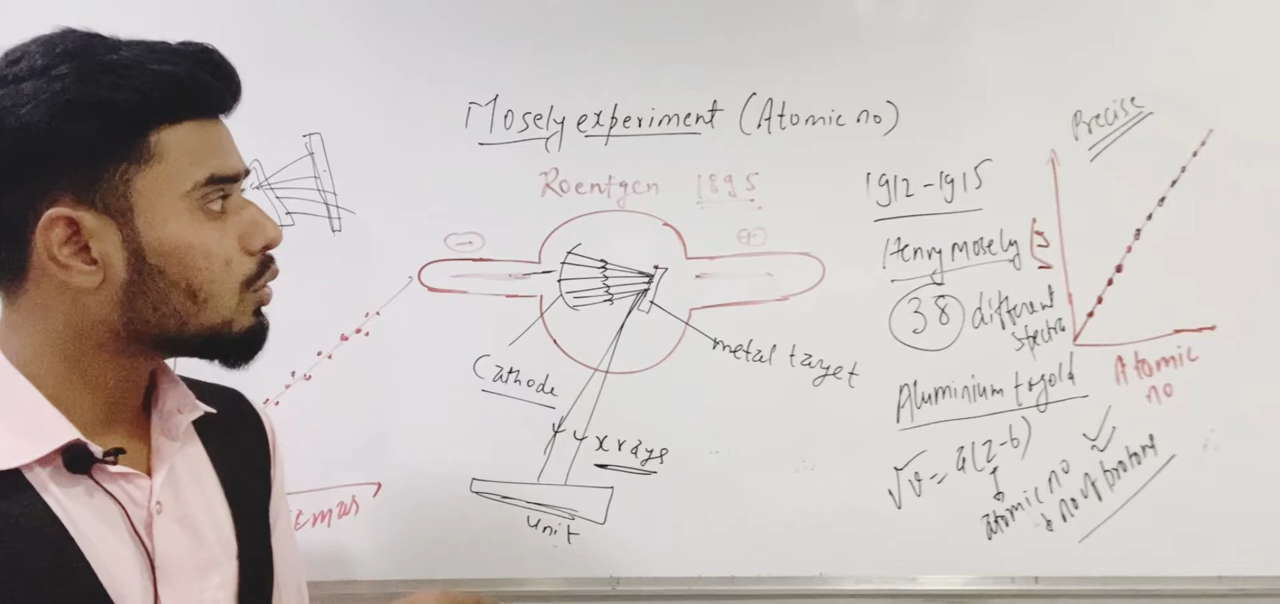 Mosely experiment (Atomic no)
Roentgen 1895
(-)
(+)
Cathode
metal target
x rays
unit
1912-1915
Henry Mosely
38 different
spectra
Aluminium to gold
√ν = a(Z-b)
atomic no
no of protons
Precise
√ν
Atomic
no